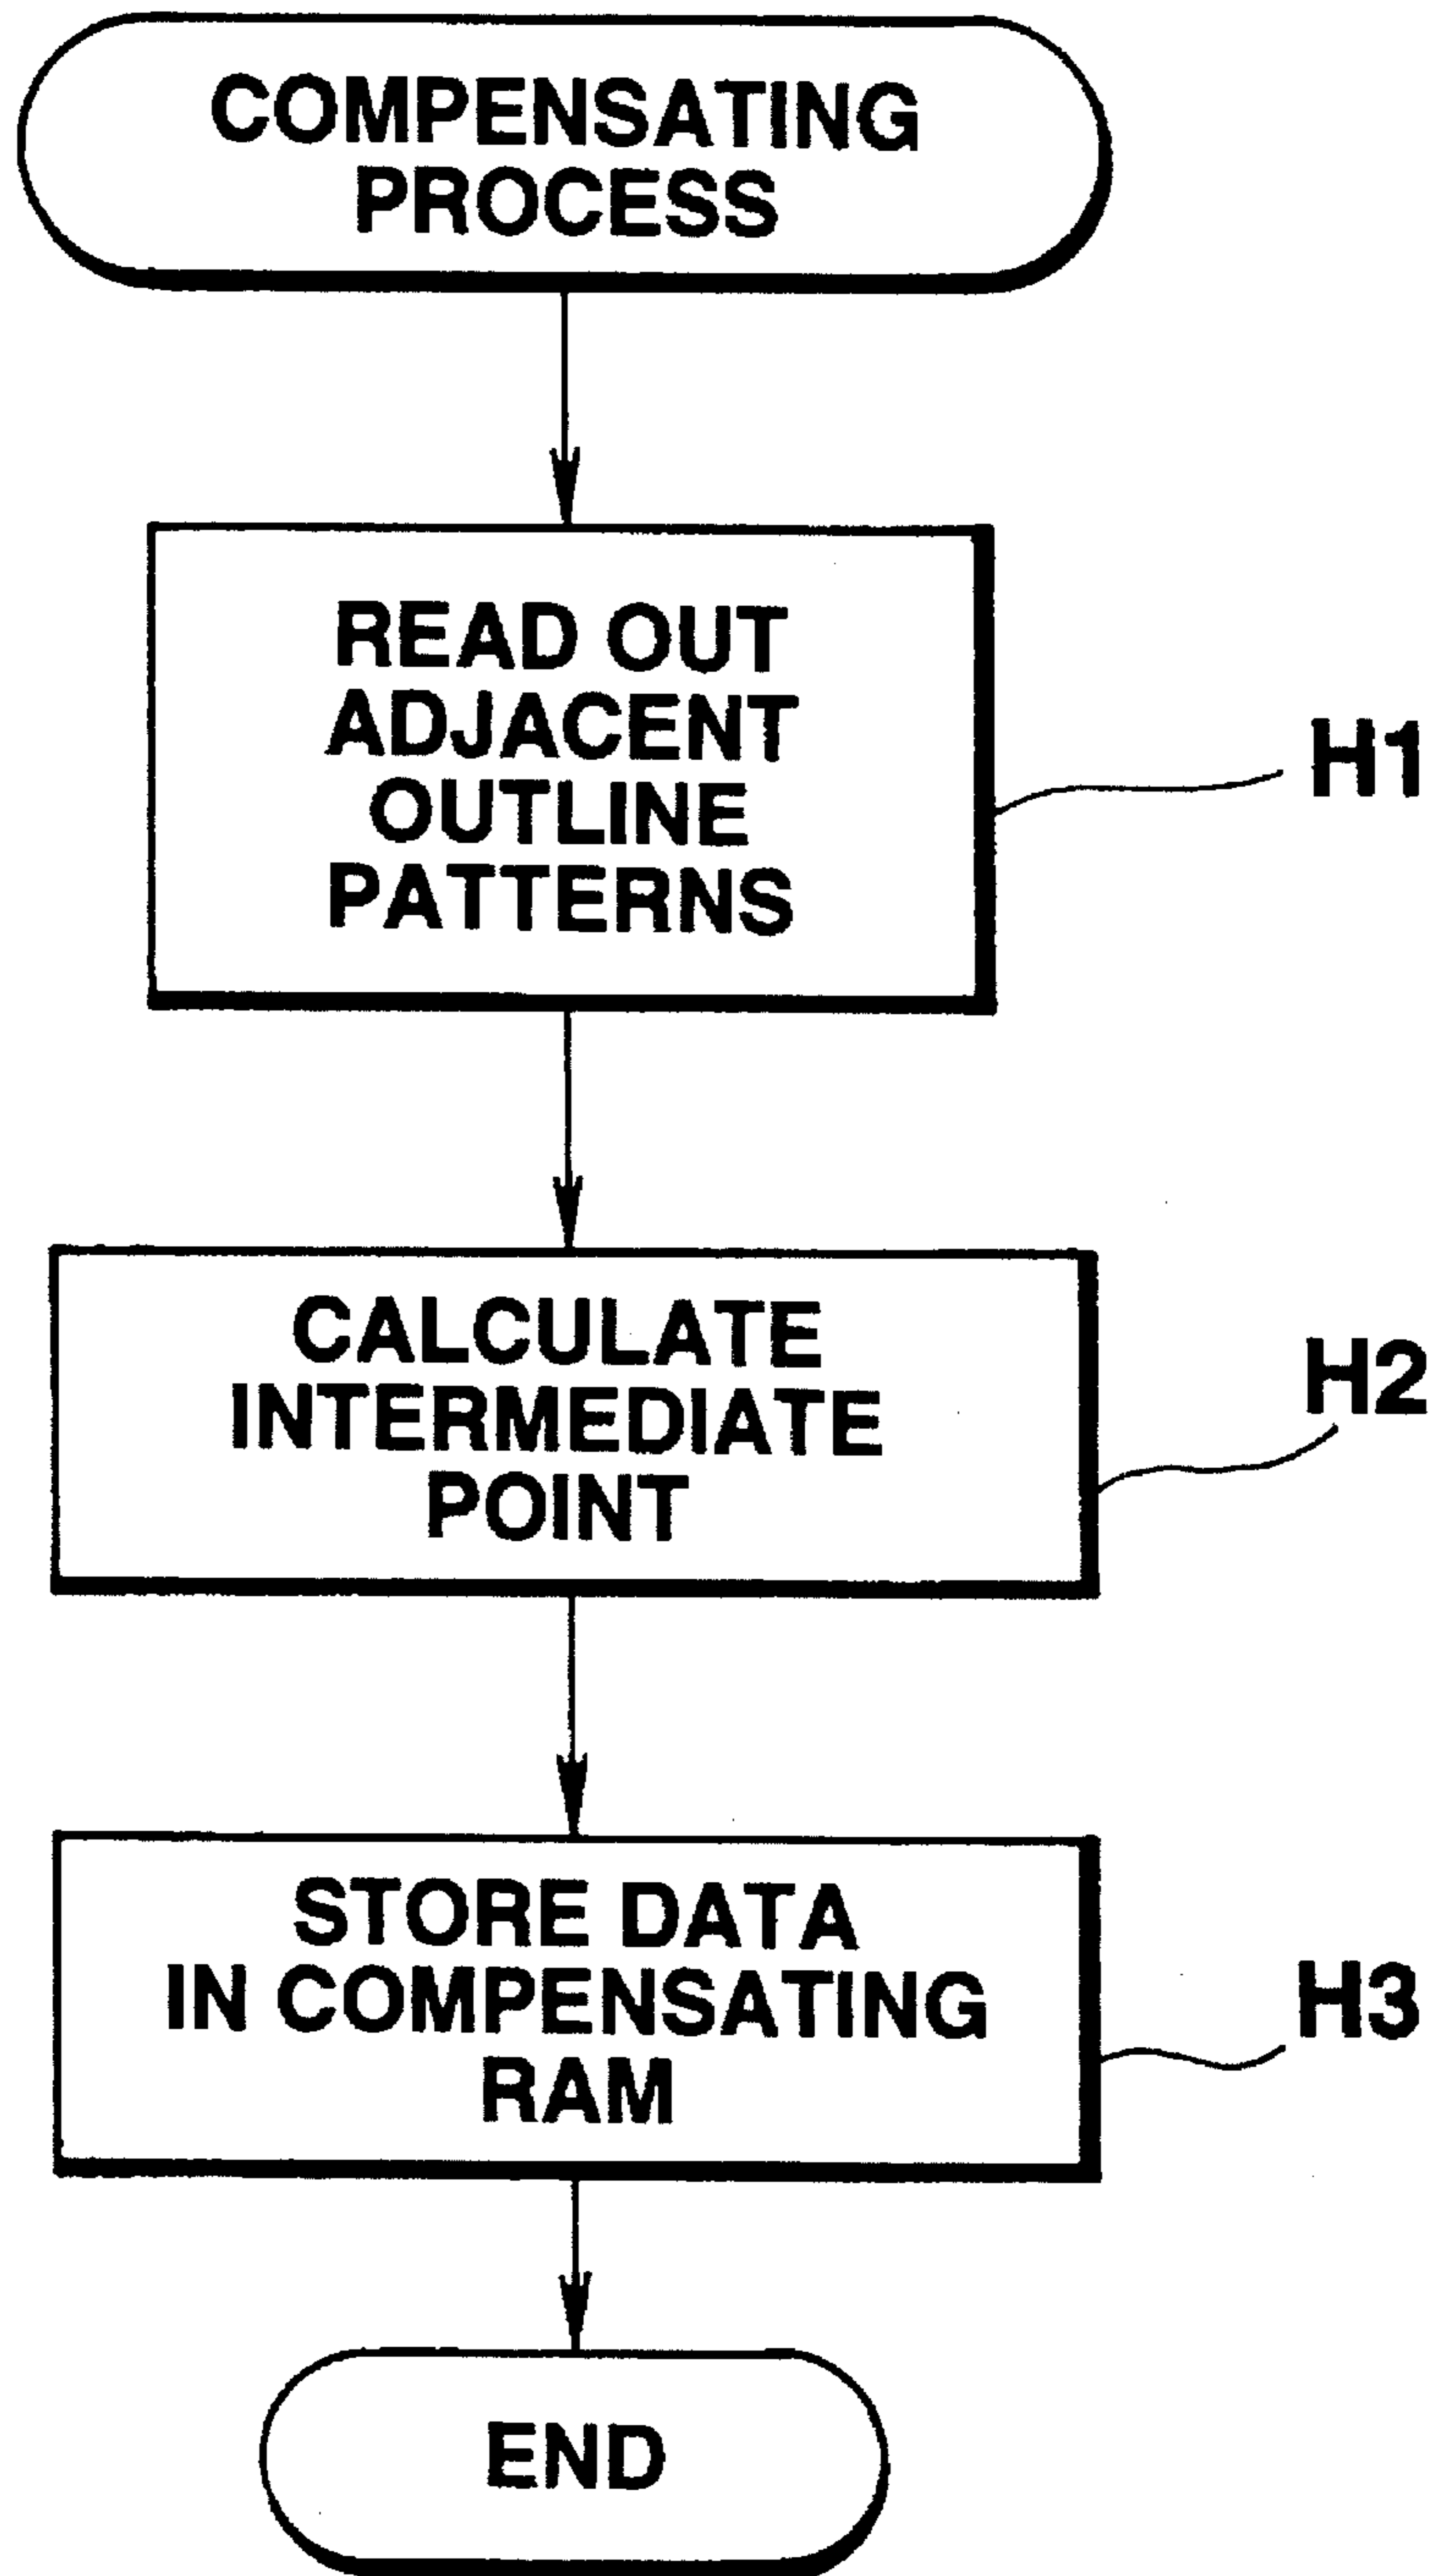 COMPENSATING
PROCESS
READ OUT
ADJACENT
OUTLINE
PATTERNS
H1
CALCULATE
INTERMEDIATE
POINT
H2
STORE DATA
IN COMPENSATING
RAM
H3
END